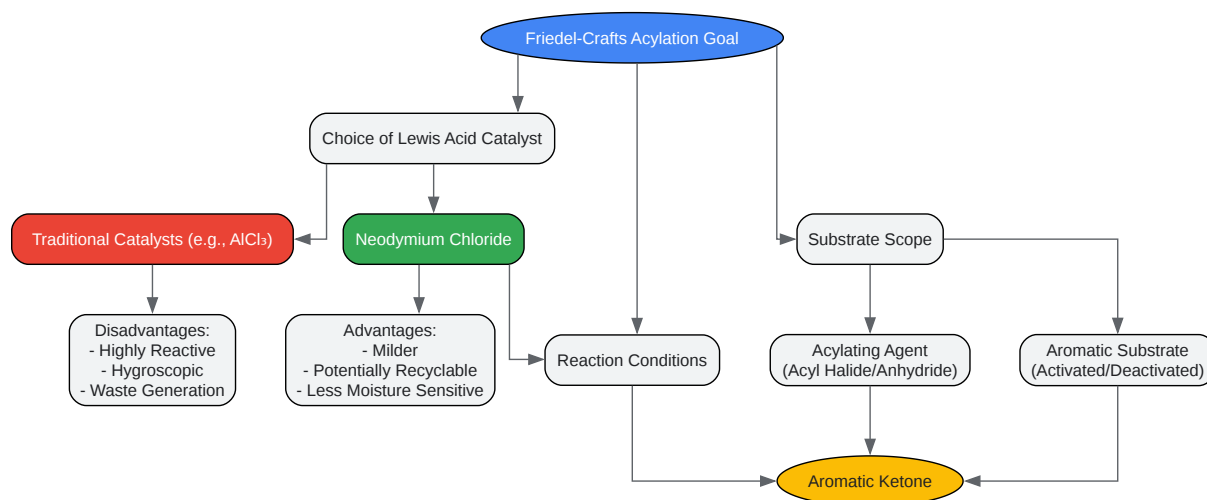 Friedel-Crafts Acylation Goal
Choice of Lewis Acid Catalyst
Traditional Catalysts (e.g., AlCl₃)
Neodymium Chloride
Substrate Scope
Disadvantages:
- Highly Reactive
- Hygroscopic
- Waste Generation
Advantages:
- Milder
- Potentially Recyclable
- Less Moisture Sensitive
Reaction Conditions
Acylating Agent
(Acyl Halide/Anhydride)
Aromatic Substrate
(Activated/Deactivated)
Aromatic Ketone